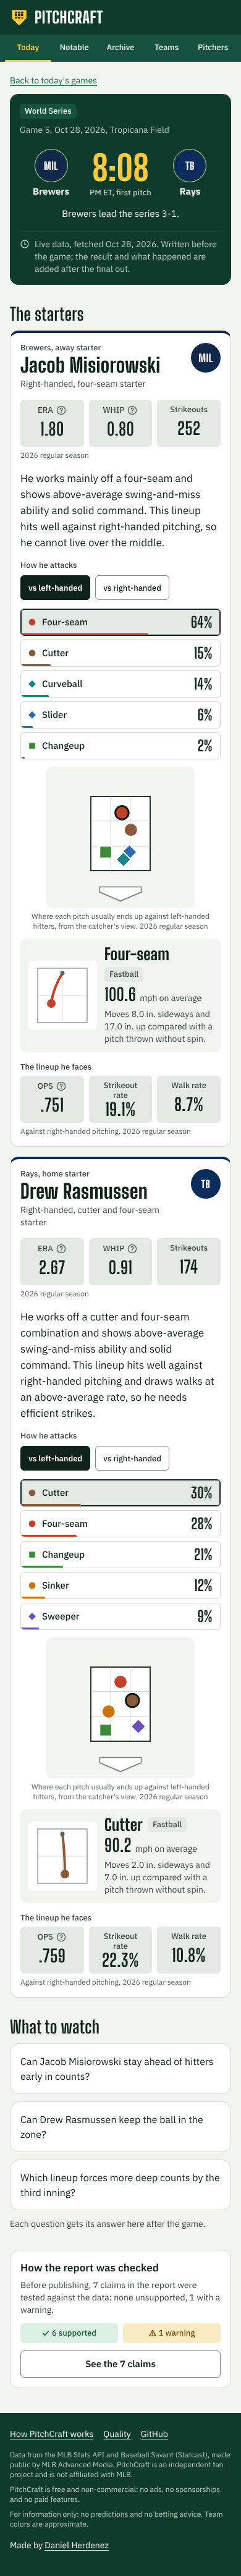 PITCHCRAFT
Today Notable Archive Teams Pitchers
Back to today's games
World Series
Game 5, Oct 28, 2026, Tropicana Field
MIL 8:08 TB
Brewers PM ET, first pitch Rays
Brewers lead the series 3-1.
Live data, fetched Oct 28, 2026. Written before
the game; the result and what happened are
added after the final out.
The starters
Brewers, away starter
Jacob Misiorowski
MIL
Right-handed, four-seam starter
ERA ? WHIP ? Strikeouts
1.80 0.80 252
2026 regular season
He works mainly off a four-seam and
shows above-average swing-and-miss
ability and solid command. This lineup
hits well against right-handed pitching, so
he cannot live over the middle.
How he attacks
vs left-handed vs right-handed
Four-seam 64%
Cutter 15%
Curveball 14%
Slider 6%
Changeup 2%
Where each pitch usually ends up against left-handed
hitters, from the catcher's view. 2026 regular season
Four-seam
Fastball
100.6 mph on average
Moves 8.0 in. sideways and
17.0 in. up compared with a
pitch thrown without spin.
The lineup he faces
OPS ? Strikeout
rate Walk rate
.751 19.1% 8.7%
Against right-handed pitching, 2026 regular season
Rays, home starter
Drew Rasmussen
TB
Right-handed, cutter and four-seam
starter
ERA ? WHIP ? Strikeouts
2.67 0.91 174
2026 regular season
He works off a cutter and four-seam
combination and shows above-average
swing-and-miss ability and solid
command. This lineup hits well against
right-handed pitching and draws walks at
an above-average rate, so he needs
efficient strikes.
How he attacks
vs left-handed vs right-handed
Cutter 30%
Four-seam 28%
Changeup 21%
Sinker 12%
Sweeper 9%
Where each pitch usually ends up against left-handed
hitters, from the catcher's view. 2026 regular season
Cutter Fastball
90.2 mph on average
Moves 2.0 in. sideways and
7.0 in. up compared with a
pitch thrown without spin.
The lineup he faces
OPS ? Strikeout
rate Walk rate
.759 22.3% 10.8%
Against right-handed pitching, 2026 regular season
What to watch
Can Jacob Misiorowski stay ahead of hitters
early in counts?
Can Drew Rasmussen keep the ball in the
zone?
Which lineup forces more deep counts by the
third inning?
Each question gets its answer here after the game.
How the report was checked
Before publishing, 7 claims in the report were
tested against the data: none unsupported, 1 with a
warning.
6 supported 1 warning
See the 7 claims
How PitchCraft works Quality GitHub
Data from the MLB Stats API and Baseball Savant (Statcast), made
public by MLB Advanced Media. PitchCraft is an independent fan
project and is not affiliated with MLB.
PitchCraft is free and non-commercial: no ads, no sponsorships
and no paid features.
For information only: no predictions and no betting advice. Team
colors are approximate.
Made by Daniel Herdenez